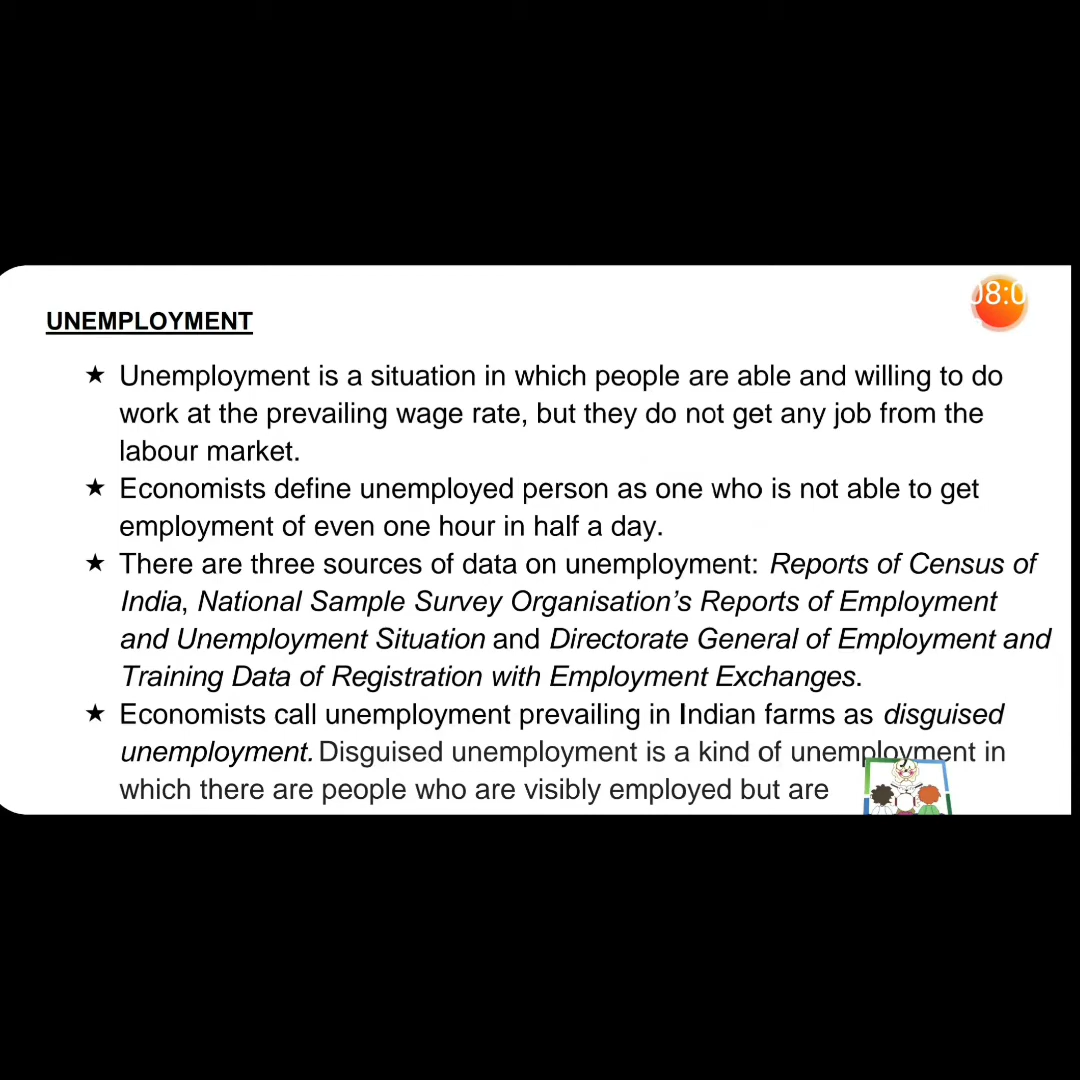 08:0
UNEMPLOYMENT
★ Unemployment is a situation in which people are able and willing to do
work at the prevailing wage rate, but they do not get any job from the
labour market.
★ Economists define unemployed person as one who is not able to get
employment of even one hour in half a day.
★ There are three sources of data on unemployment: Reports of Census of
India, National Sample Survey Organisation’s Reports of Employment
and Unemployment Situation and Directorate General of Employment and
Training Data of Registration with Employment Exchanges.
★ Economists call unemployment prevailing in Indian farms as disguised
unemployment. Disguised unemployment is a kind of unemployment in
which there are people who are visibly employed but are